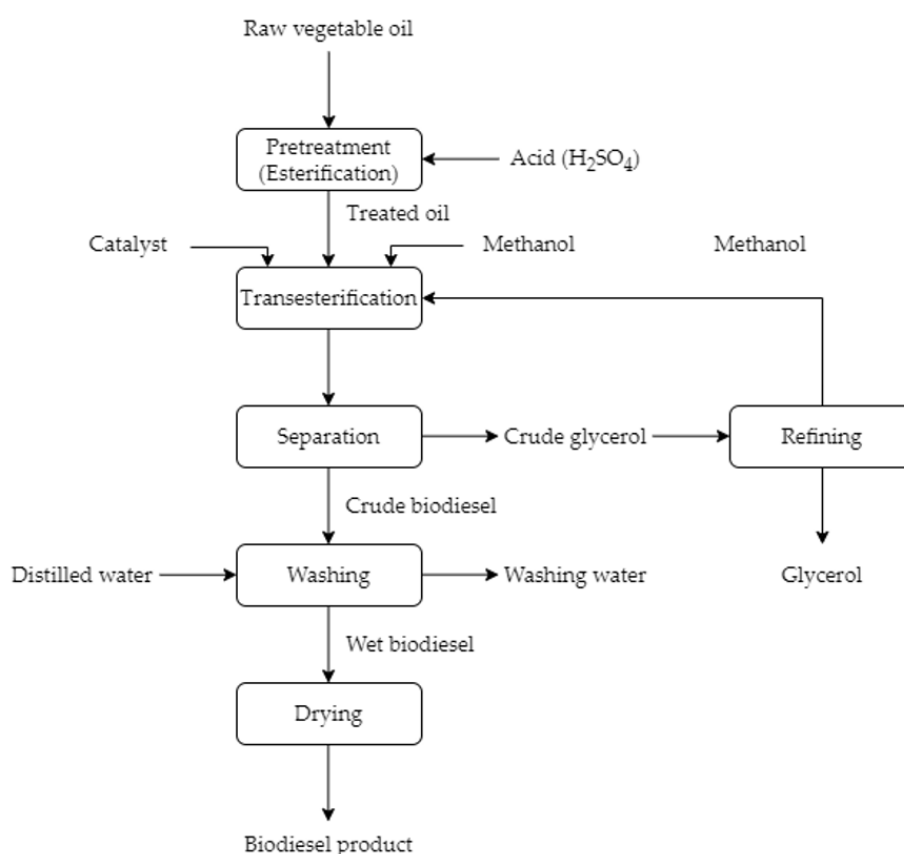 Raw vegetable oil
Pretreatment
(Esterification)
Acid (H₂SO₄)
Treated oil
Catalyst
Methanol
Methanol
Transesterification
Separation
Crude glycerol
Refining
Crude biodiesel
Distilled water
Washing
Washing water
Glycerol
Wet biodiesel
Drying
Biodiesel product